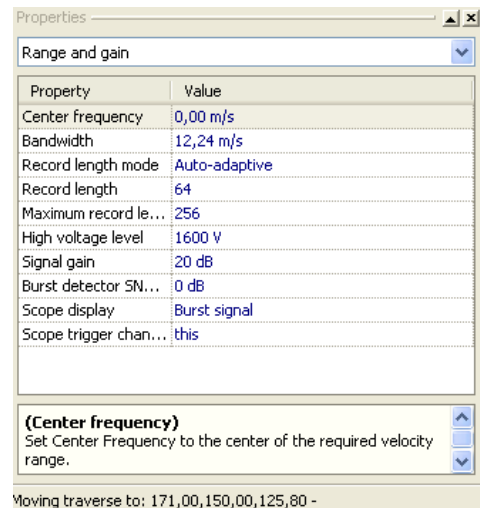 Properties
Range and gain
Property Value
Center frequency 0,00 m/s
Bandwidth 12,24 m/s
Record length mode Auto-adaptive
Record length 64
Maximum record le... 256
High voltage level 1600 V
Signal gain 20 dB
Burst detector SN... 0 dB
Scope display Burst signal
Scope trigger chan... this
(Center frequency)
Set Center Frequency to the center of the required velocity
range.
Moving traverse to: 171,00,150,00,125,80 -